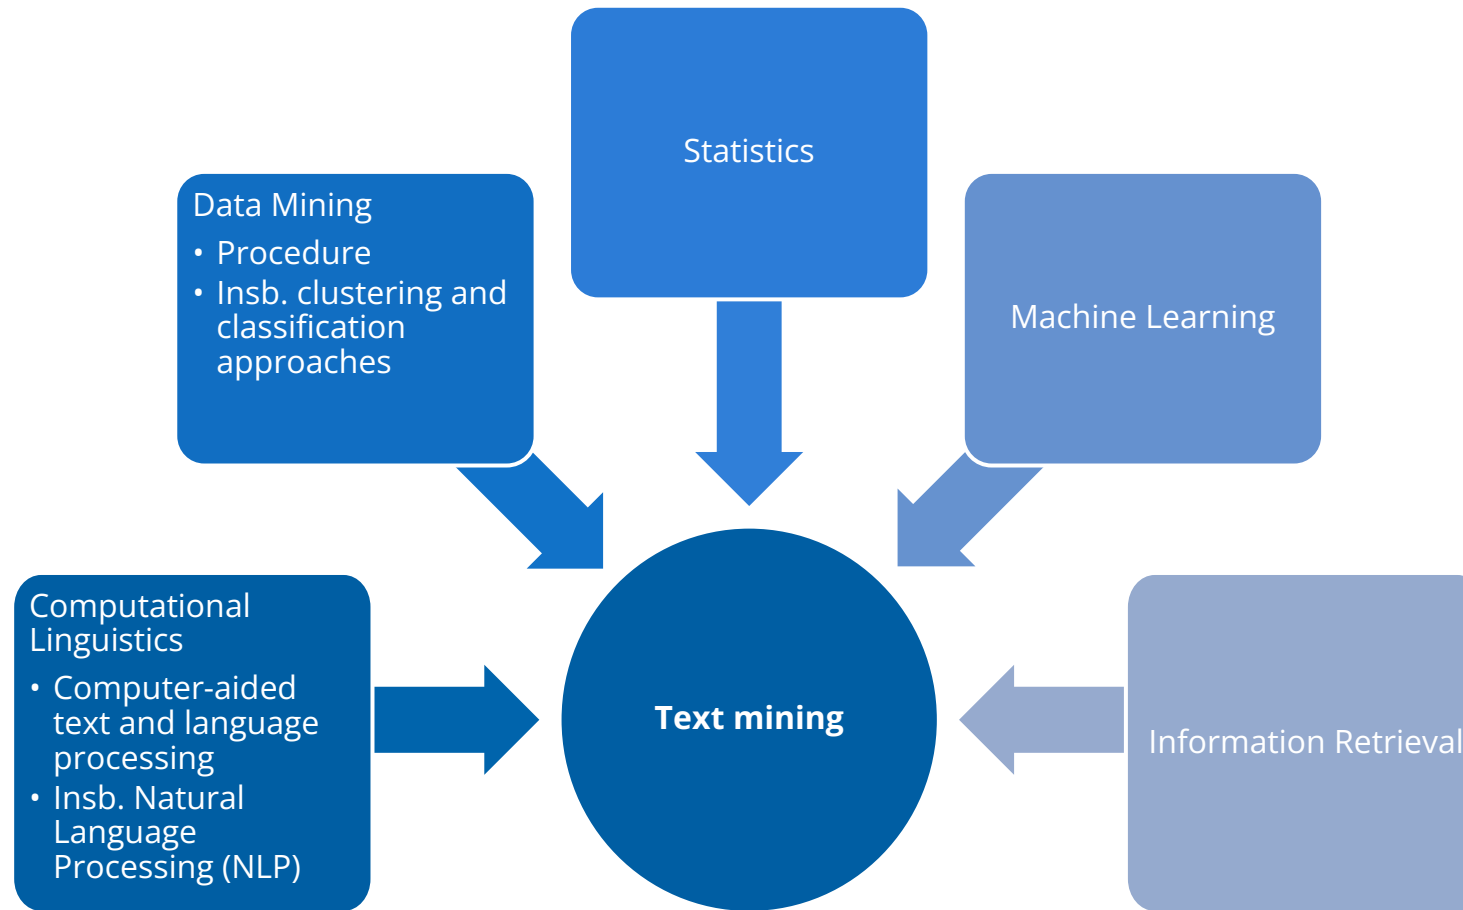 Statistics
Data Mining
• Procedure
• Insb. clustering and
classification
approaches
Machine Learning
Computational
Linguistics
• Computer-aided
text and language
processing
• Insb. Natural
Language
Processing (NLP)
Text mining
Information Retrieval